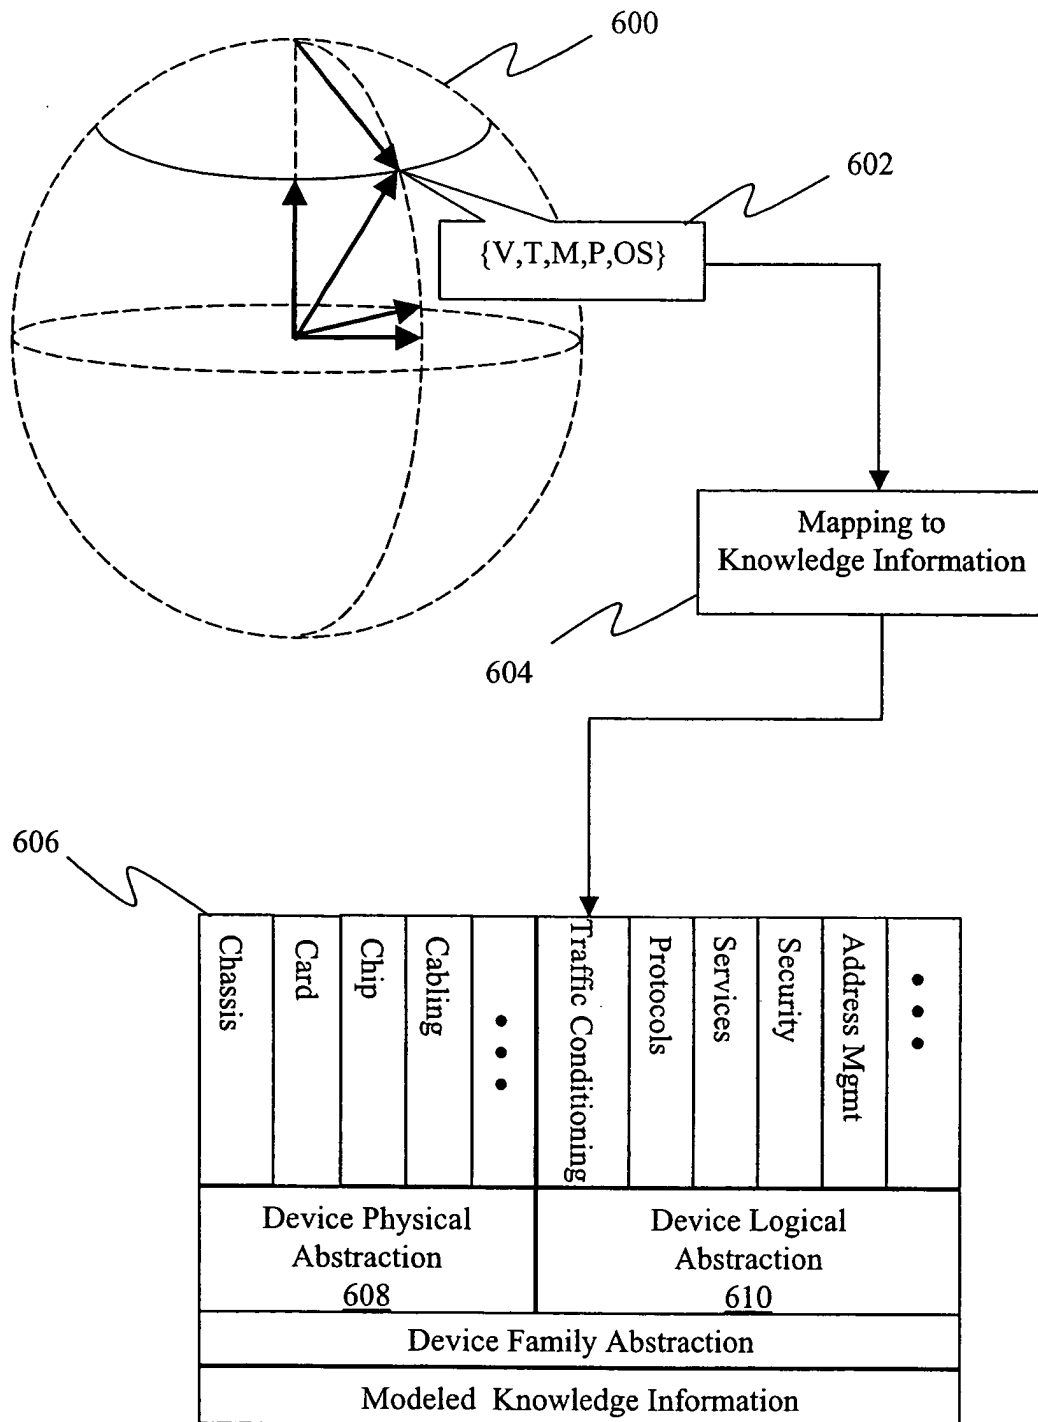 600
602
{V,T,M,P,OS}
Mapping to
Knowledge Information
604
606
Chassis
Card
Chip
Cabling
Traffic Conditioning
Protocols
Services
Security
Address Mgmt
Device Physical
Abstraction
608
Device Logical
Abstraction
610
Device Family Abstraction
Modeled Knowledge Information